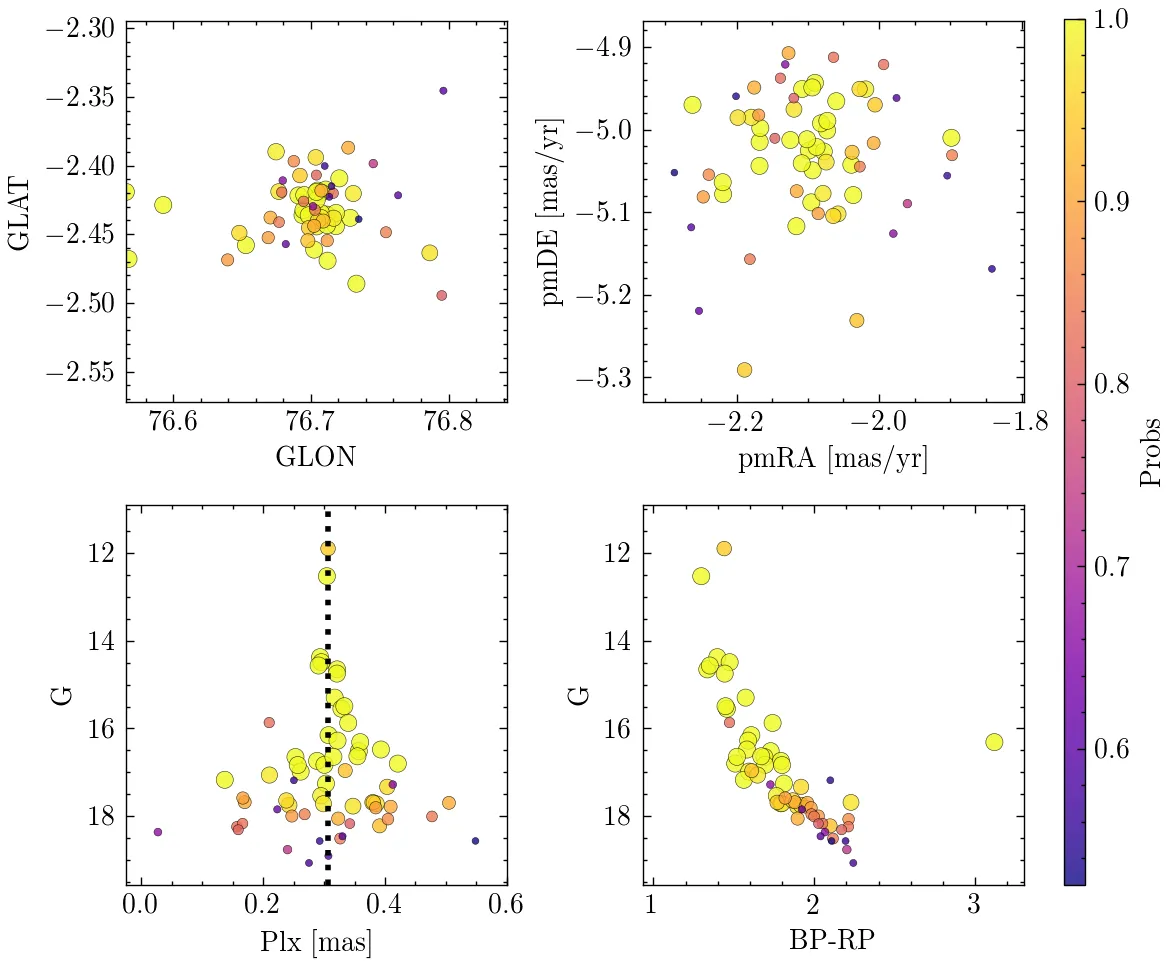 −2.30
−2.35
−2.40
−2.45
−2.50
−2.55
GLAT
76.6 76.7 76.8
GLON
−4.9
−5.0
−5.1
−5.2
−5.3
pmDE [mas/yr]
−2.2 −2.0 −1.8
pmRA [mas/yr]
12
14
16
18
G
0.0 0.2 0.4 0.6
Plx [mas]
12
14
16
18
G
1 2 3
BP-RP
1.0
0.9
0.8
0.7
0.6
Probs